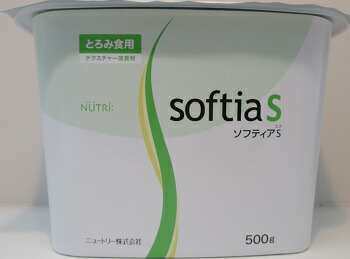 とろみ食用
テクスチャー改良材
NUTRI:
softia S
ソフティアS
ニュートリー株式会社
500g